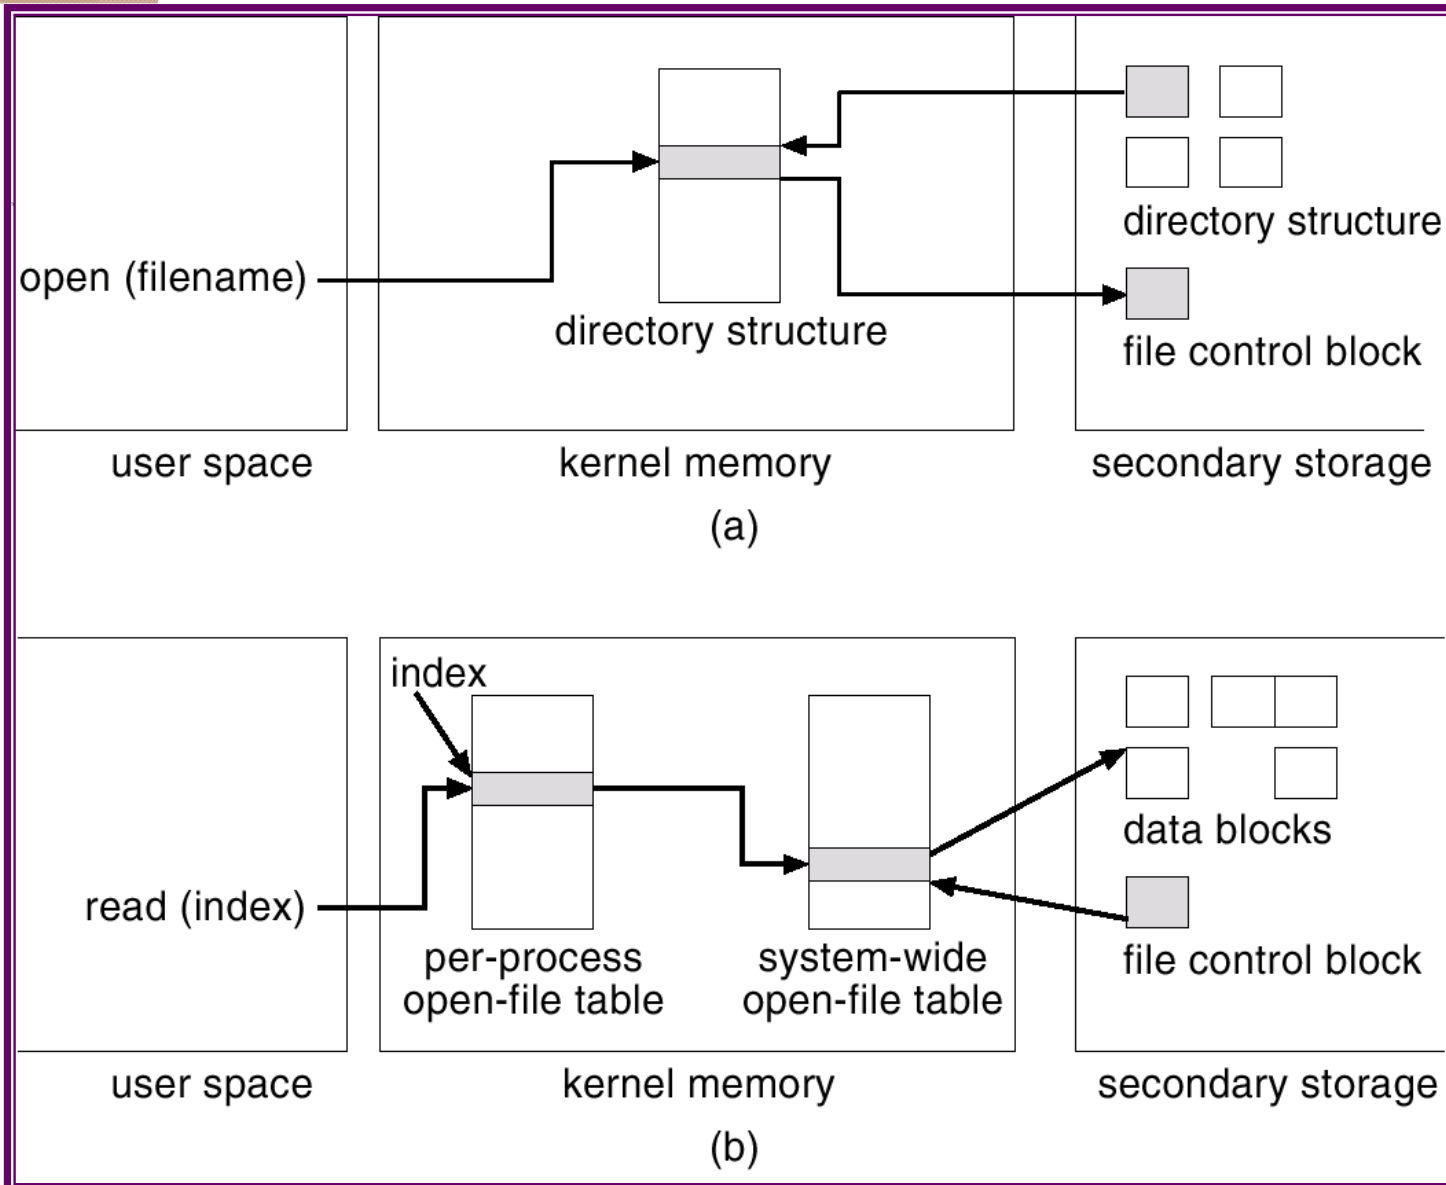 open (filename)
directory structure
directory structure
file control block
user space
kernel memory
secondary storage
(a)
index
read (index)
per-process
open-file table
system-wide
open-file table
data blocks
file control block
user space
kernel memory
secondary storage
(b)